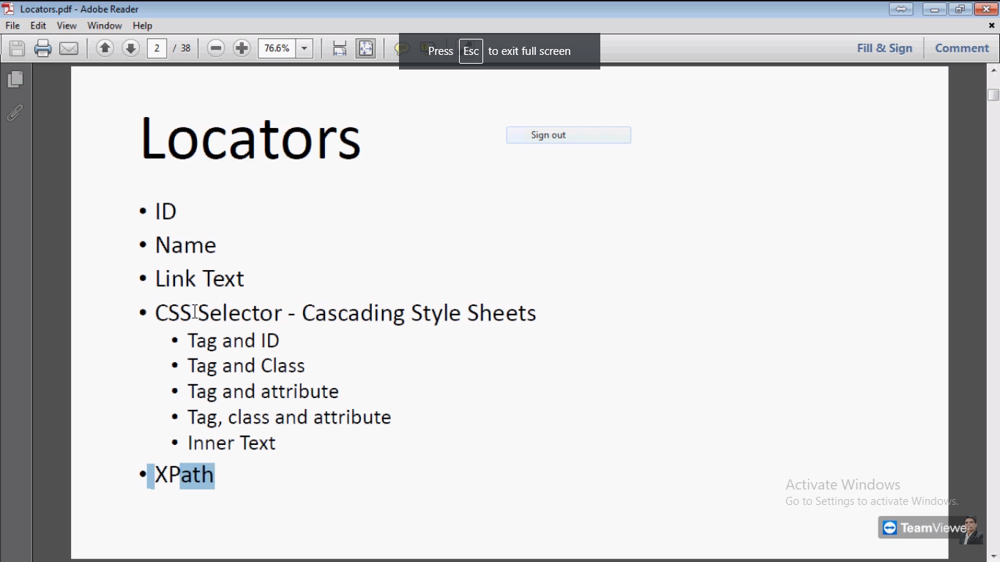 Locators.pdf - Adobe Reader
File Edit View Window Help
2 / 38 76.6% Fill & Sign Comment
Press Esc to exit full screen
Locators
Sign out
• ID
• Name
• Link Text
• CSS Selector - Cascading Style Sheets
• Tag and ID
• Tag and Class
• Tag and attribute
• Tag, class and attribute
• Inner Text
• XPath
Activate Windows
Go to Settings to activate Windows.
TeamViewer